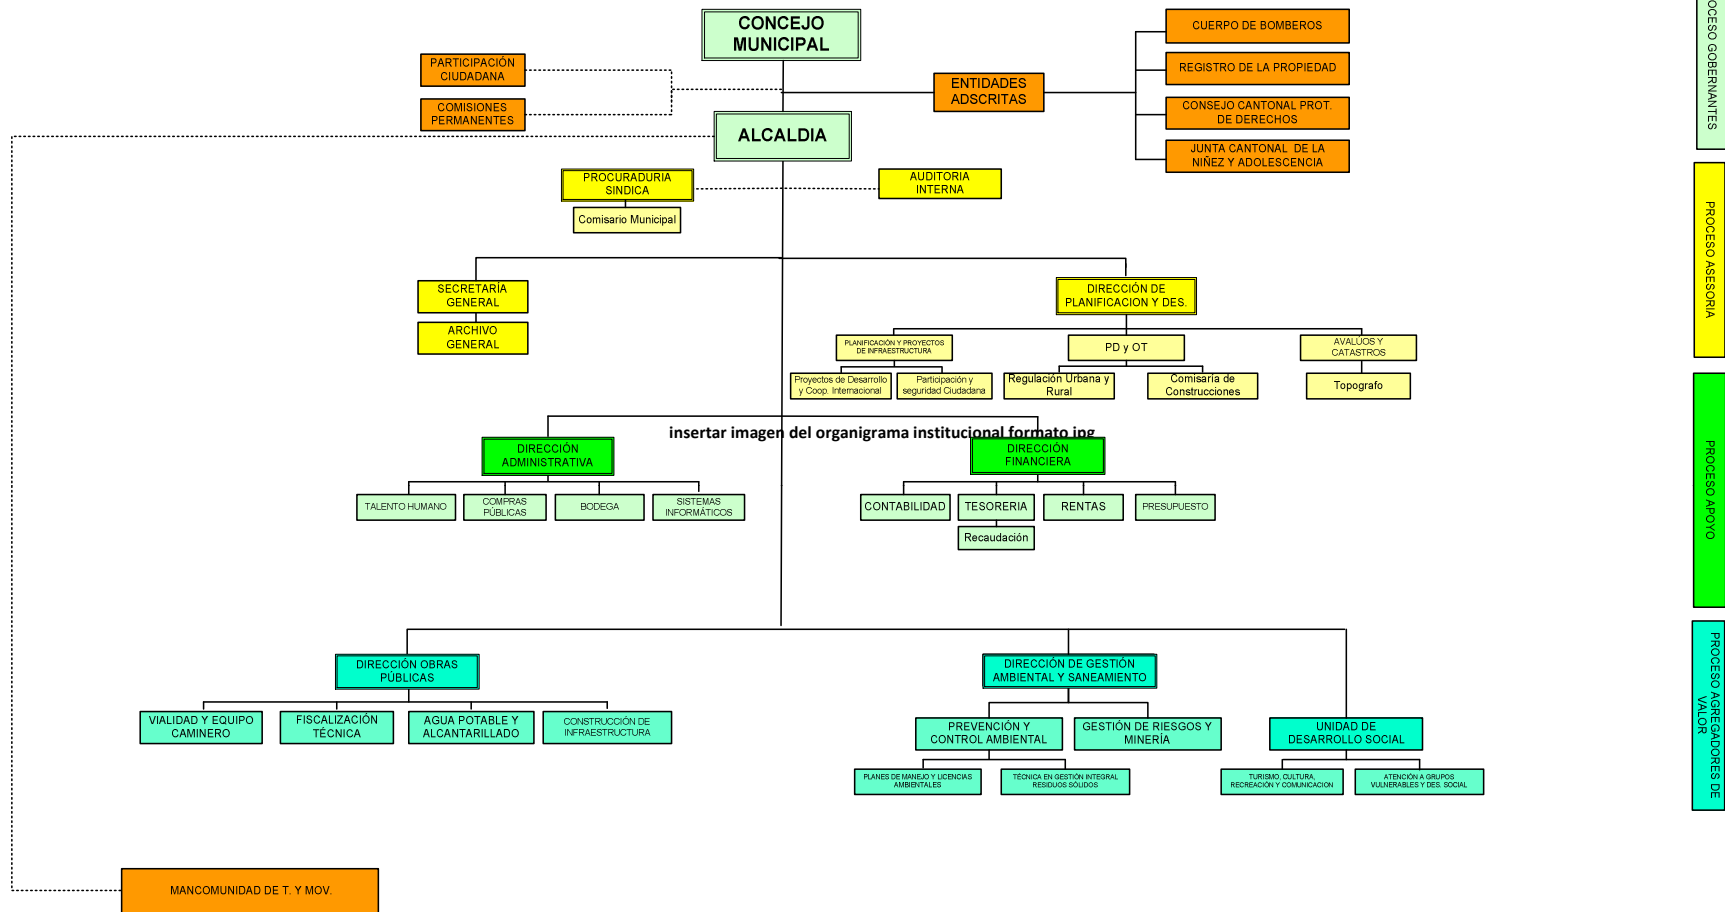 CONCEJO
MUNICIPAL
PARTICIPACIÓN
CIUDADANA
COMISIONES
PERMANENTES
ENTIDADES
ADSCRITAS
CUERPO DE BOMBEROS
REGISTRO DE LA PROPIEDAD
CONSEJO CANTONAL PROT.
DE DERECHOS
JUNTA CANTONAL DE LA
NIÑEZ Y ADOLESCENCIA
ALCALDIA
PROCURADURIA
SINDICA
Comisario Municipal
AUDITORIA
INTERNA
SECRETARÍA
GENERAL
ARCHIVO
GENERAL
DIRECCIÓN DE
PLANIFICACION Y DES.
PLANIFICACIÓN Y PROYECTOS
DE INFRAESTRUCTURA
PD y OT
AVALÚOS Y
CATASTROS
Proyectos de Desarrollo
y Coop. Internacional
Participación y
seguridad Ciudadana
Regulación Urbana y
Rural
Comisaría de
Construcciones
Topografo
insertar imagen del organigrama institucional formato jpg
DIRECCIÓN
ADMINISTRATIVA
DIRECCIÓN
FINANCIERA
TALENTO HUMANO
COMPRAS
PÚBLICAS
BODEGA
SISTEMAS
INFORMÁTICOS
CONTABILIDAD
TESORERIA
RENTAS
PRESUPUESTO
Recaudación
DIRECCIÓN OBRAS
PÚBLICAS
DIRECCIÓN DE GESTIÓN
AMBIENTAL Y SANEAMIENTO
VIALIDAD Y EQUIPO
CAMINERO
FISCALIZACIÓN
TÉCNICA
AGUA POTABLE Y
ALCANTARILLADO
CONSTRUCCIÓN DE
INFRAESTRUCTURA
PREVENCIÓN Y
CONTROL AMBIENTAL
GESTIÓN DE RIESGOS Y
MINERÍA
UNIDAD DE
DESARROLLO SOCIAL
PLANES DE MANEJO Y LICENCIAS
AMBIENTALES
TÉCNICA EN GESTIÓN INTEGRAL
RESIDUOS SÓLIDOS
TURISMO, CULTURA,
RECREACIÓN Y COMUNICACION
ATENCIÓN A GRUPOS
VULNERABLES Y DES. SOCIAL
MANCOMUNIDAD DE T. Y MOV.
GOBERNANTES
PROCESO ASESORIA
PROCESO APOYO
PROCESO AGREGADORES DE
VALOR